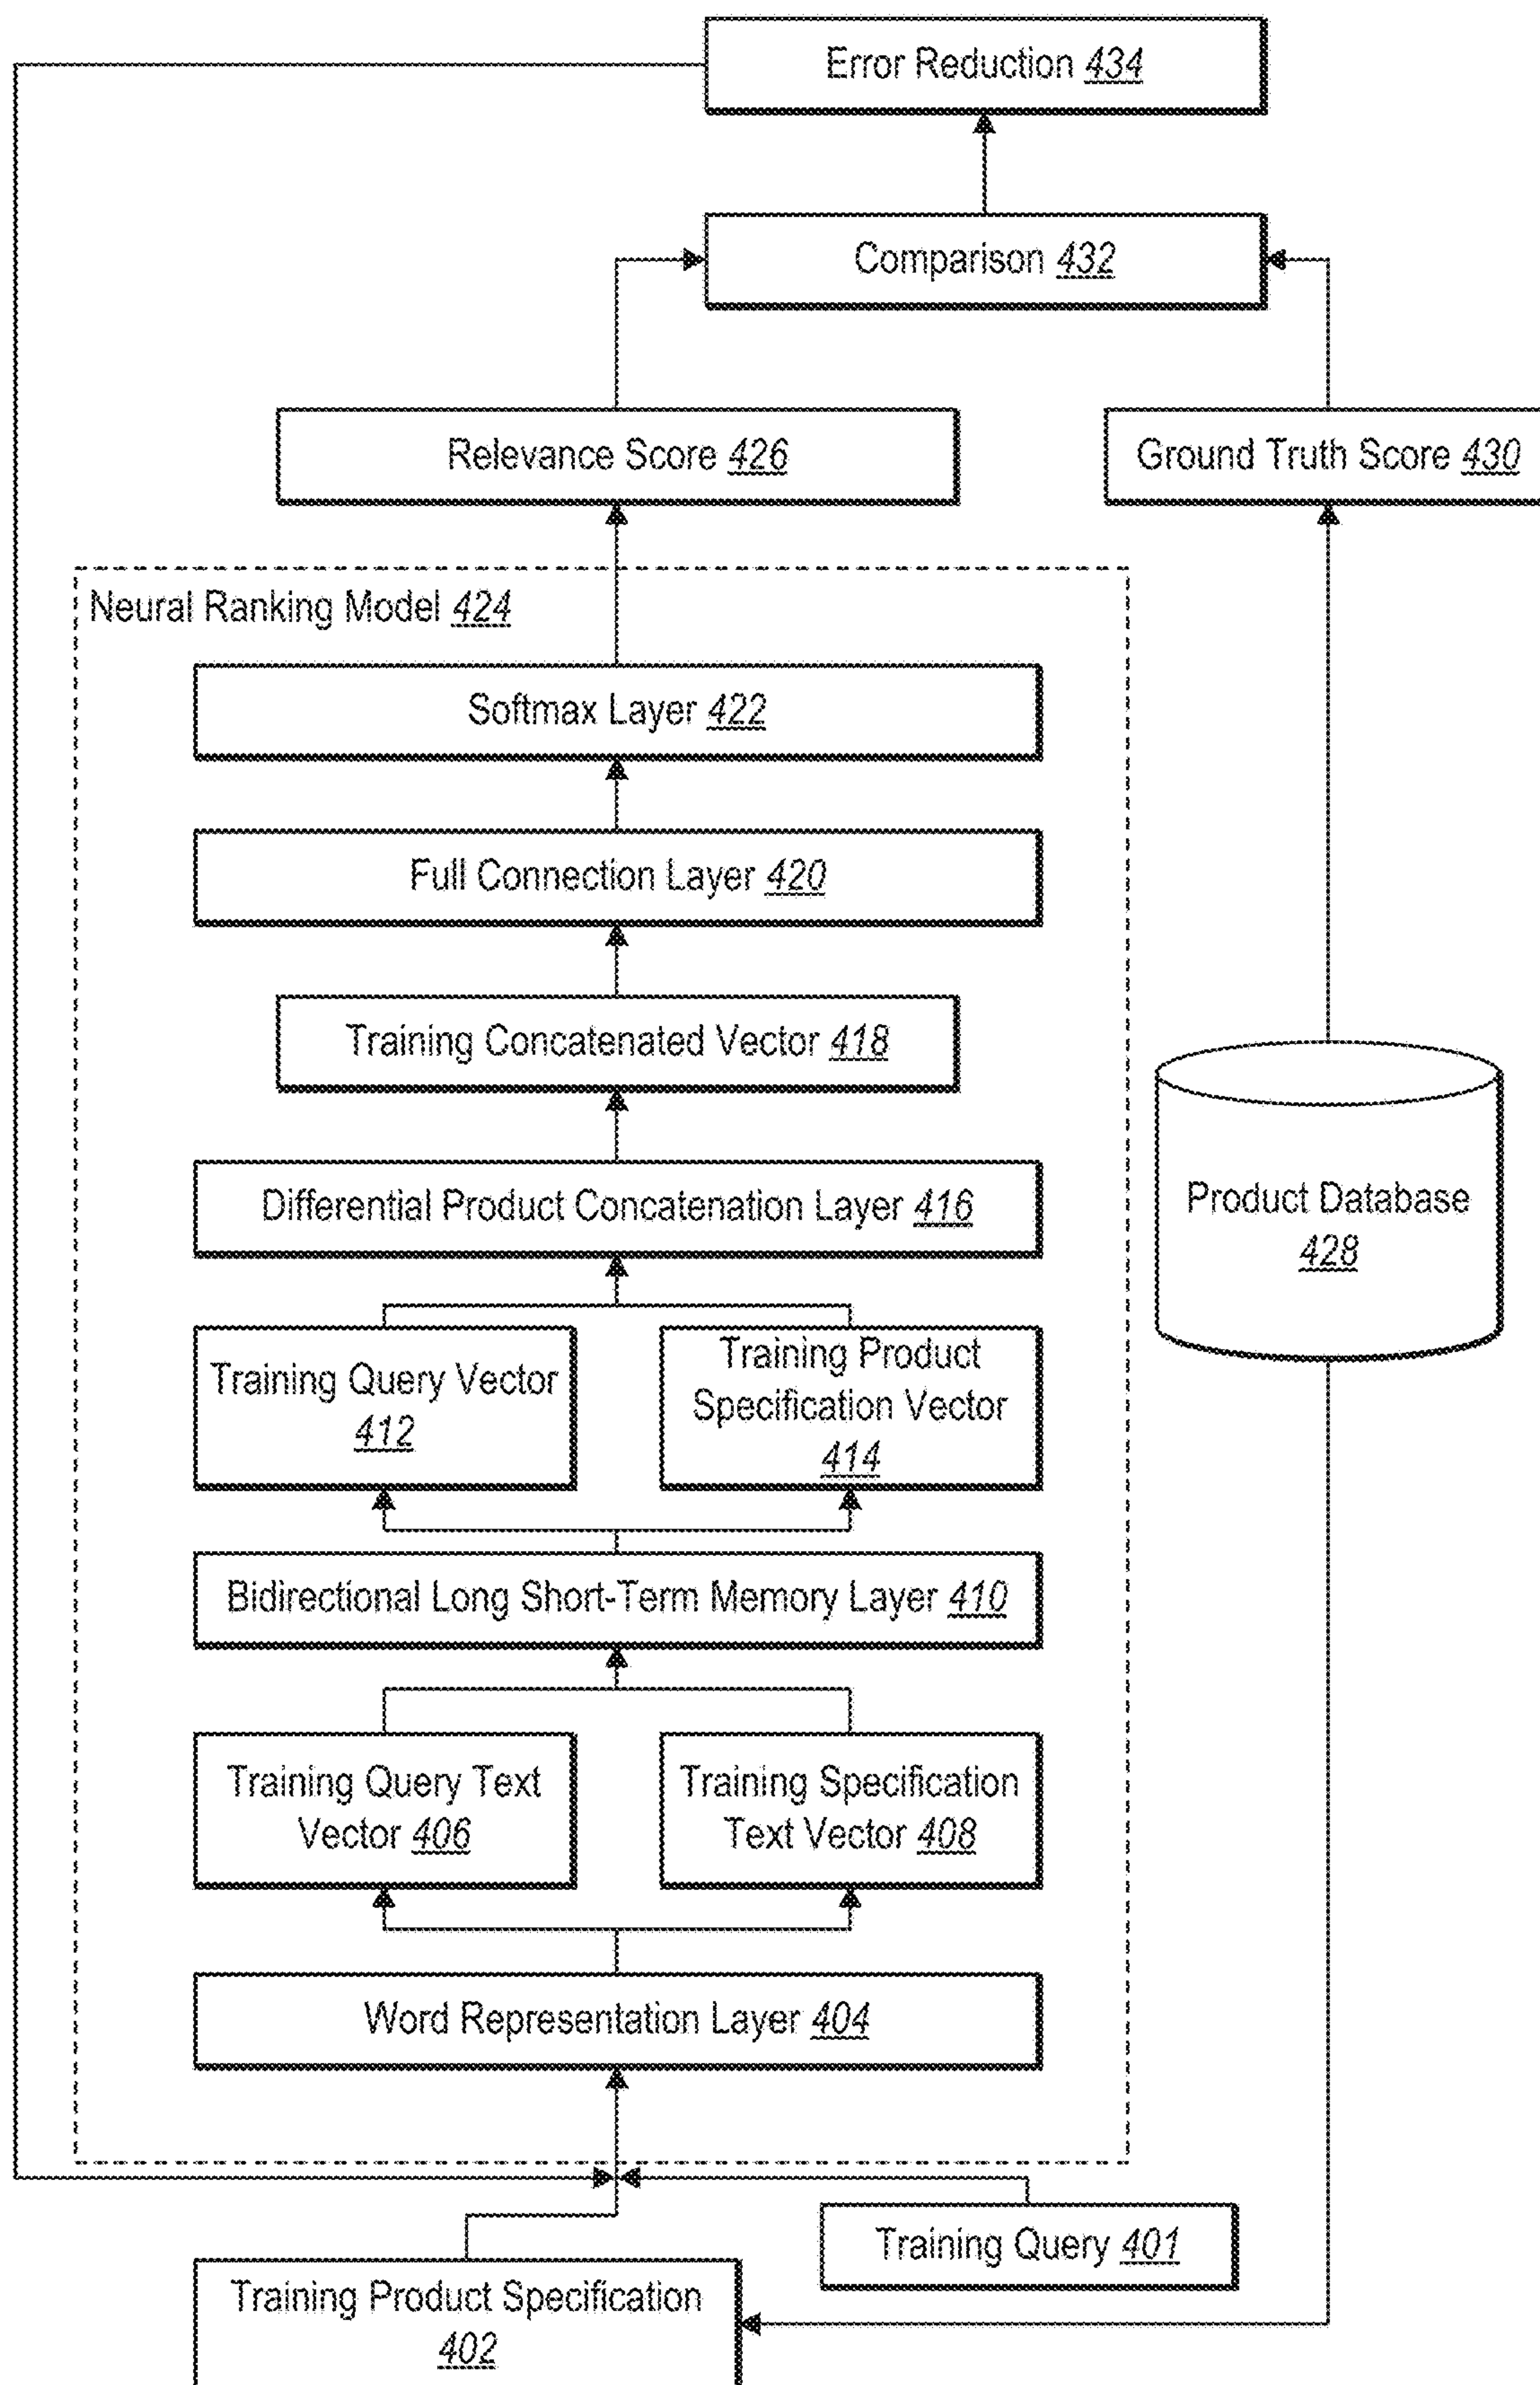 Error Reduction 434
Comparison 432
Relevance Score 426
Ground Truth Score 430
Neural Ranking Model 424
Softmax Layer 422
Full Connection Layer 420
Training Concatenated Vector 418
Differential Product Concatenation Layer 416
Product Database
428
Training Query Vector
412
Training Product
Specification Vector
414
Bidirectional Long Short-Term Memory Layer 410
Training Query Text
Vector 406
Training Specification
Text Vector 408
Word Representation Layer 404
Training Query 401
Training Product Specification
402